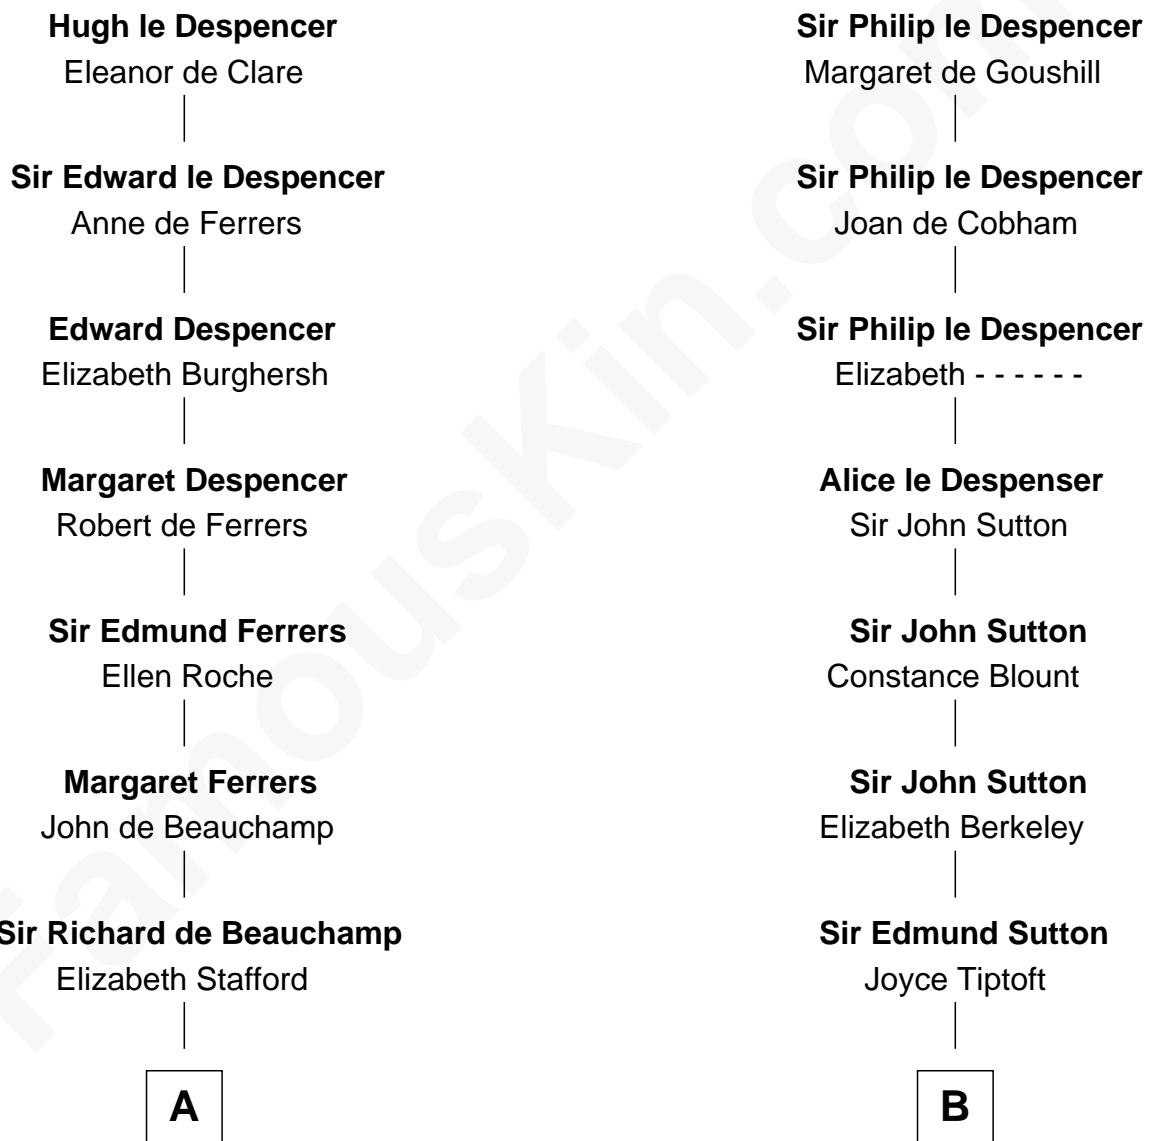 Hugh le Despencer
Eleanor de Clare
Sir Edward le Despencer
Anne de Ferrers
Edward Despencer
Elizabeth Burghersh
Margaret Despencer
Robert de Ferrers
Sir Edmund Ferrers
Ellen Roche
Margaret Ferrers
John de Beauchamp
Sir Richard de Beauchamp
Elizabeth Stafford
A
Sir Philip le Despencer
Margaret de Goushill
Sir Philip le Despencer
Joan de Cobham
Sir Philip le Despencer
Elizabeth - - - - - -
Alice le Despenser
Sir John Sutton
Sir John Sutton
Constance Blount
Sir John Sutton
Elizabeth Berkeley
Sir Edmund Sutton
Joyce Tiptoft
B
FamousKin.com